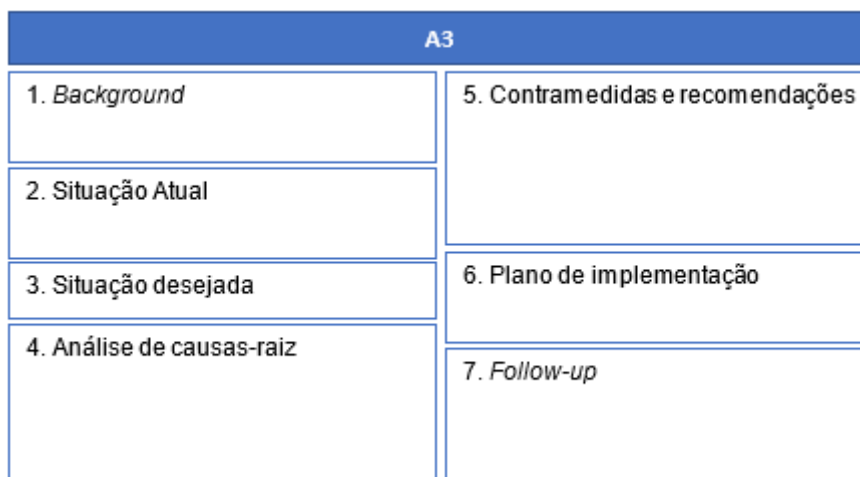 A3
1. Background
2. Situação Atual
3. Situação desejada
4. Análise de causas-raiz
5. Contramedidas e recomendações
6. Plano de implementação
7. Follow-up